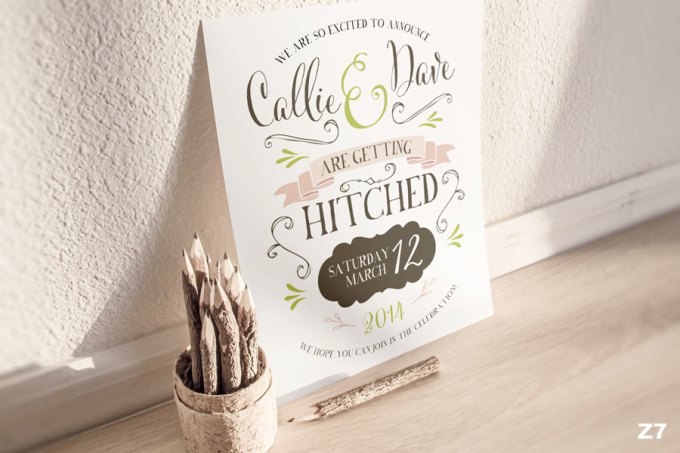 WE ARE SO EXCITED TO ANNOUNCE
Callie & Dave
ARE GETTING
HITCHED
SATURDAY
MARCH 12
2014
WE HOPE YOU CAN JOIN IN THE CELEBRATION!
Z7